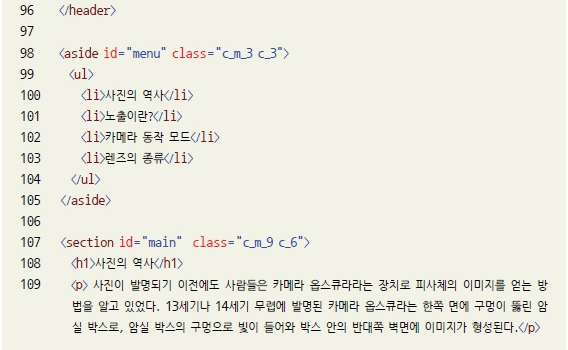 96 </header>
97
98 <aside id="menu" class="c_m_3 c_3">
99 <ul>
100 <li>사진의 역사</li>
101 <li>노출이란?</li>
102 <li>카메라 동작 모드</li>
103 <li>렌즈의 종류</li>
104 </ul>
105 </aside>
106
107 <section id="main" class="c_m_9 c_6">
108 <h1>사진의 역사</h1>
109 <p> 사진이 발명되기 이전에도 사람들은 카메라 옵스큐라라는 장치로 피사체의 이미지를 얻는 방
법을 알고 있었다. 13세기나 14세기 무렵에 발명된 카메라 옵스큐라는 한쪽 면에 구멍이 뚫린 암
실 박스로, 암실 박스의 구멍으로 빛이 들어와 박스 안의 반대쪽 벽면에 이미지가 형성된다.</p>